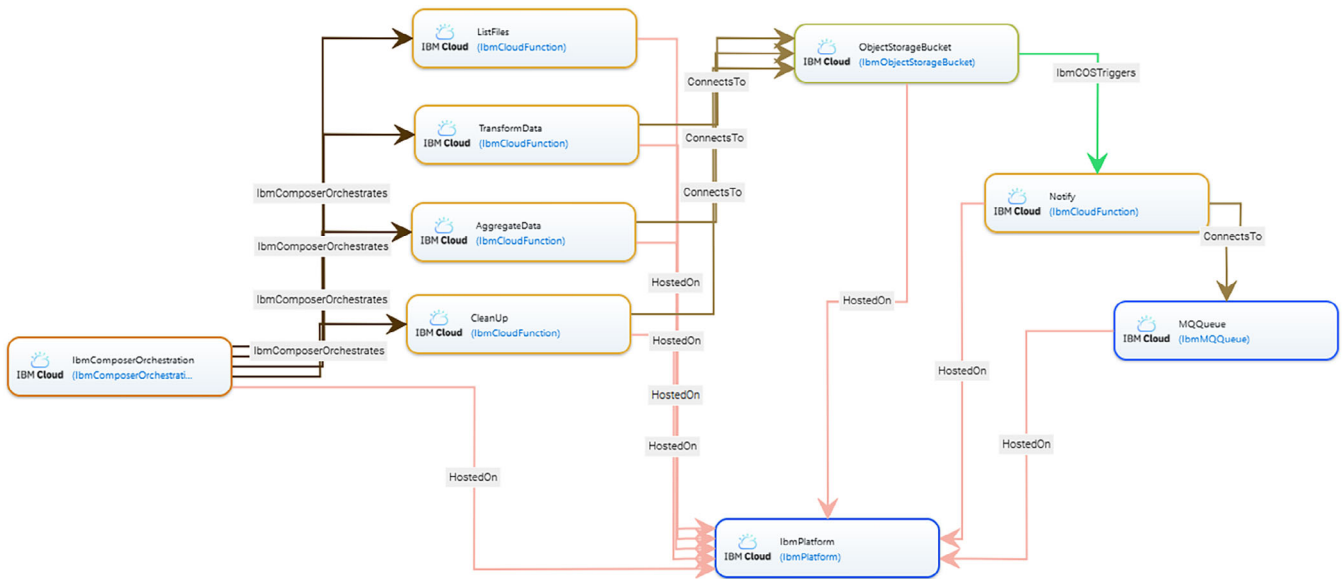 ListFiles
IBM Cloud (IbmCloudFunction)
ObjectStorageBucket
IBM Cloud (IbmObjectStorageBucket)
IbmCOSTriggers
ConnectsTo
TransformData
IBM Cloud (IbmCloudFunction)
ConnectsTo
IbmComposerOrchestrates
ConnectsTo
Notify
IBM Cloud (IbmCloudFunction)
AggregateData
IBM Cloud (IbmCloudFunction)
IbmComposerOrchestrates
ConnectsTo
HostedOn
IbmComposerOrchestrates
HostedOn
CleanUp
IBM Cloud (IbmCloudFunction)
MQQueue
IBM Cloud (IbmMQQueue)
HostedOn
IbmComposerOrchestrates
IbmComposerOrchestration
IBM Cloud (IbmComposerOrchestrati...
HostedOn
HostedOn
HostedOn
HostedOn
HostedOn
IbmPlatform
IBM Cloud (IbmPlatform)